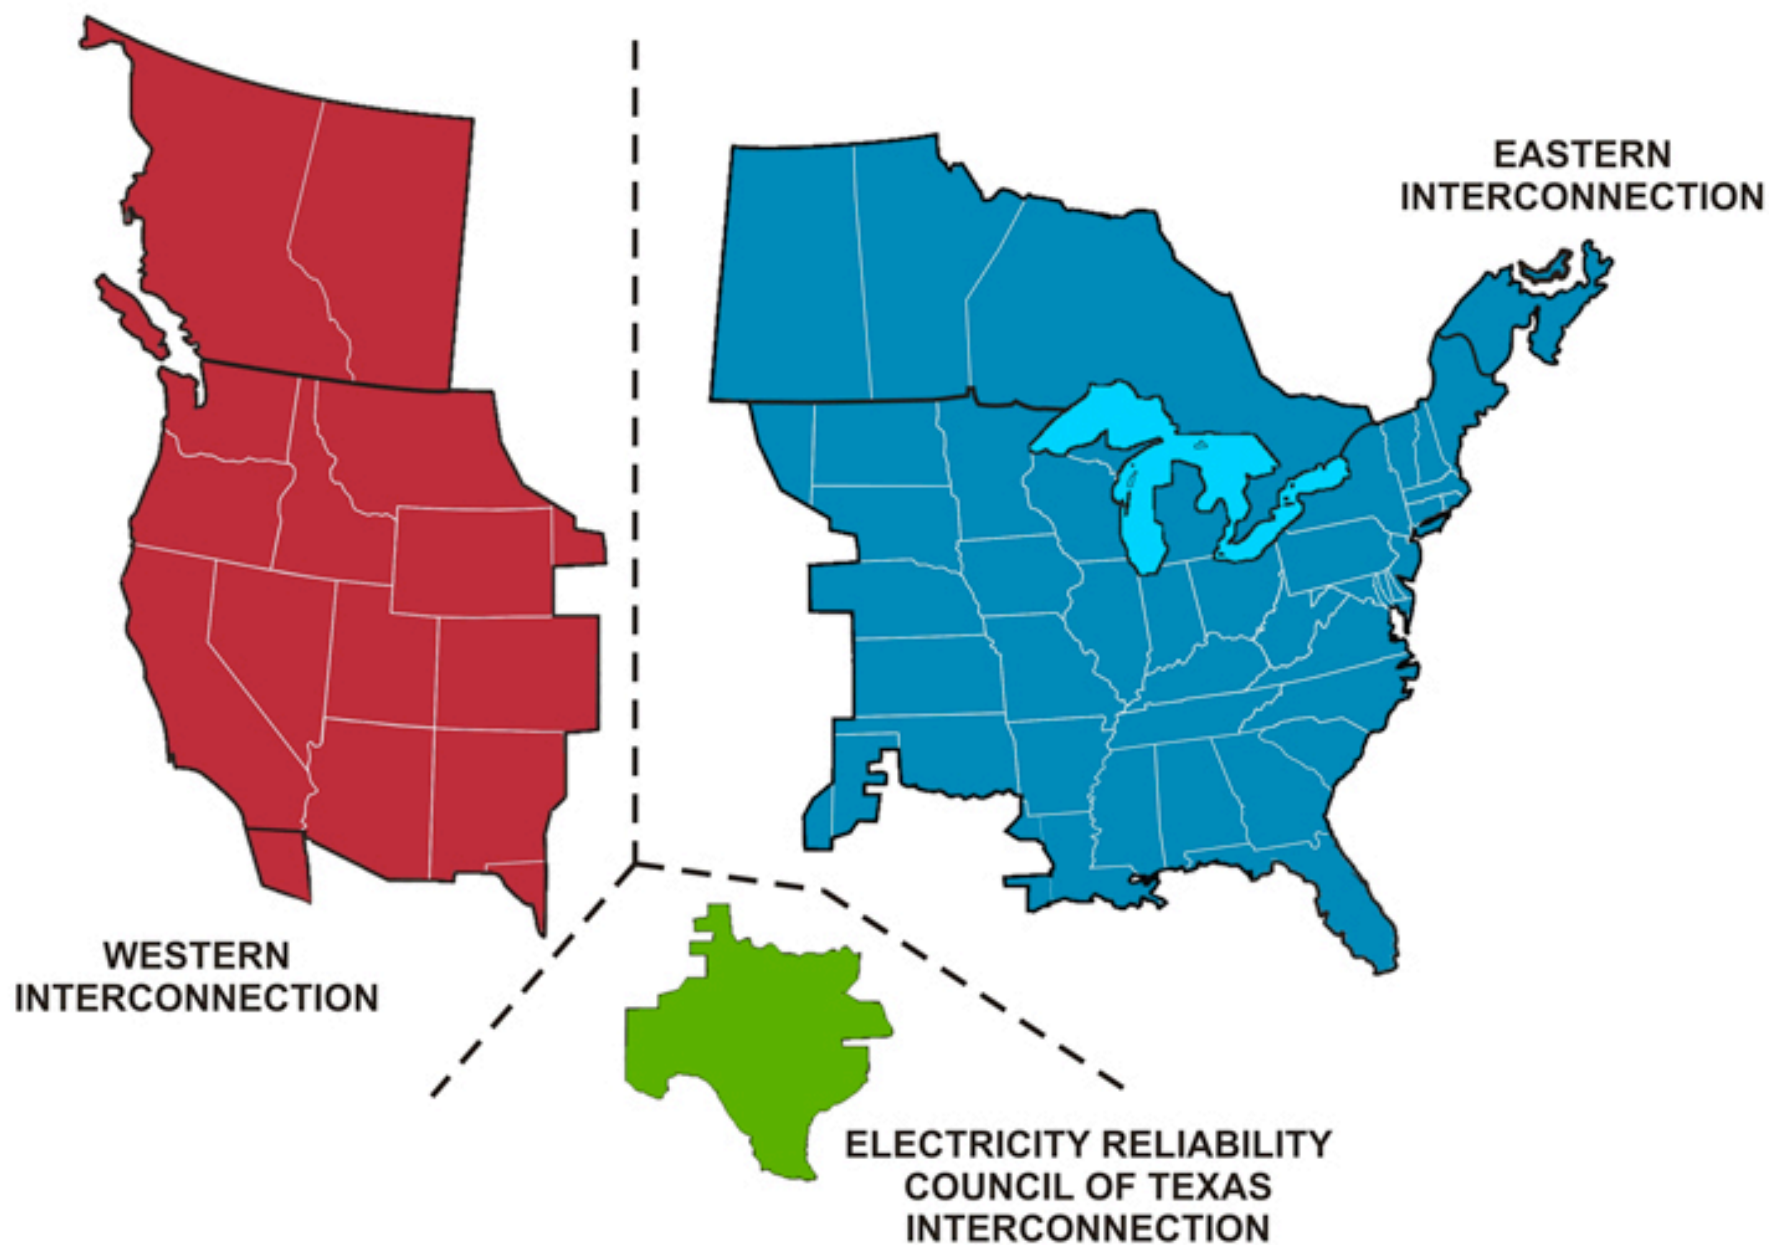 EASTERN
INTERCONNECTION
WESTERN
INTERCONNECTION
ELECTRICITY RELIABILITY
COUNCIL OF TEXAS
INTERCONNECTION